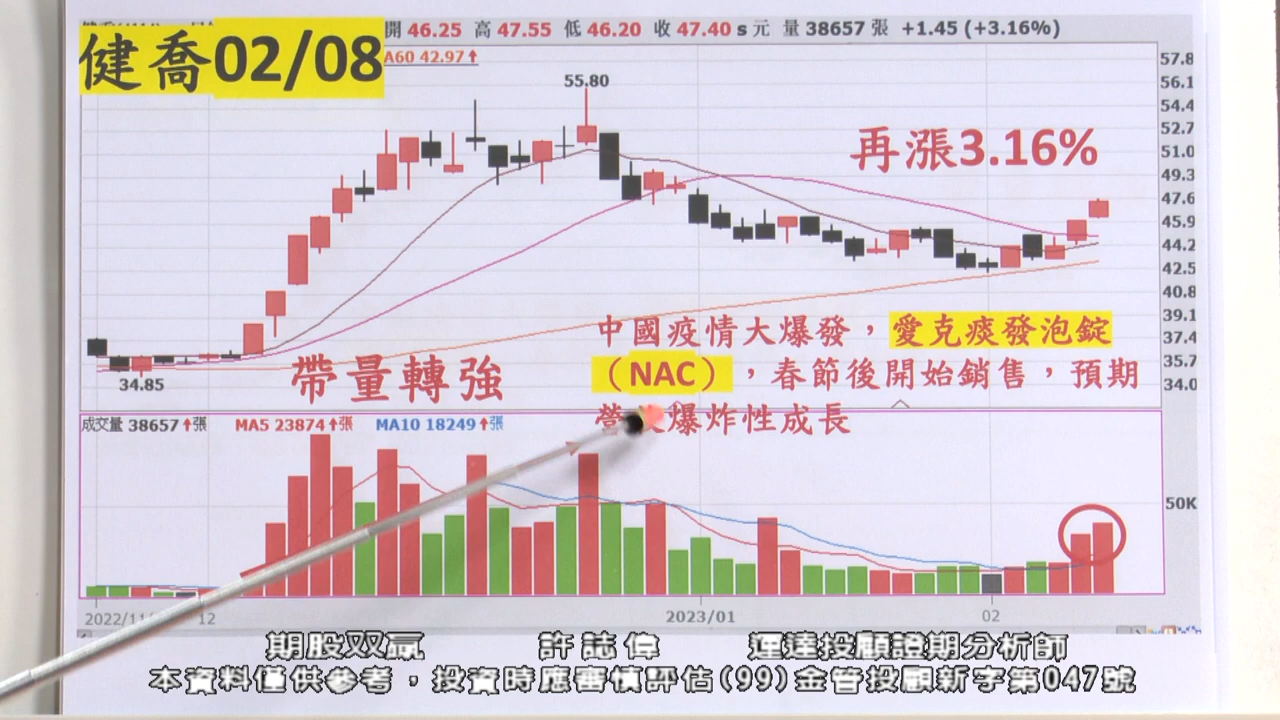 健喬02/08
開 46.25 高 47.55 低 46.20 收 47.40 s 元 量 38657 張 +1.45 (+3.16%)
A60 42.97↑
57.8
55.80
56.1
54.4
再漲3.16%
52.7
51.0
49.3
47.6
45.9
44.2
42.5
40.8
39.1
中國疫情大爆發，愛克痰發泡錠
37.4
（NAC），春節後開始銷售，預期
35.7
帶量轉強
34.85
34.0
營 爆炸性成長
成交量 38657↑張 MA5 23874↑張 MA10 18249↑張
50K
2022/11 12 2023/01 02
期股双赢 許誌偉 運達投顧證期分析師
本資料僅供參考，投資時應審慎評估(99)金管投顧新字第047號